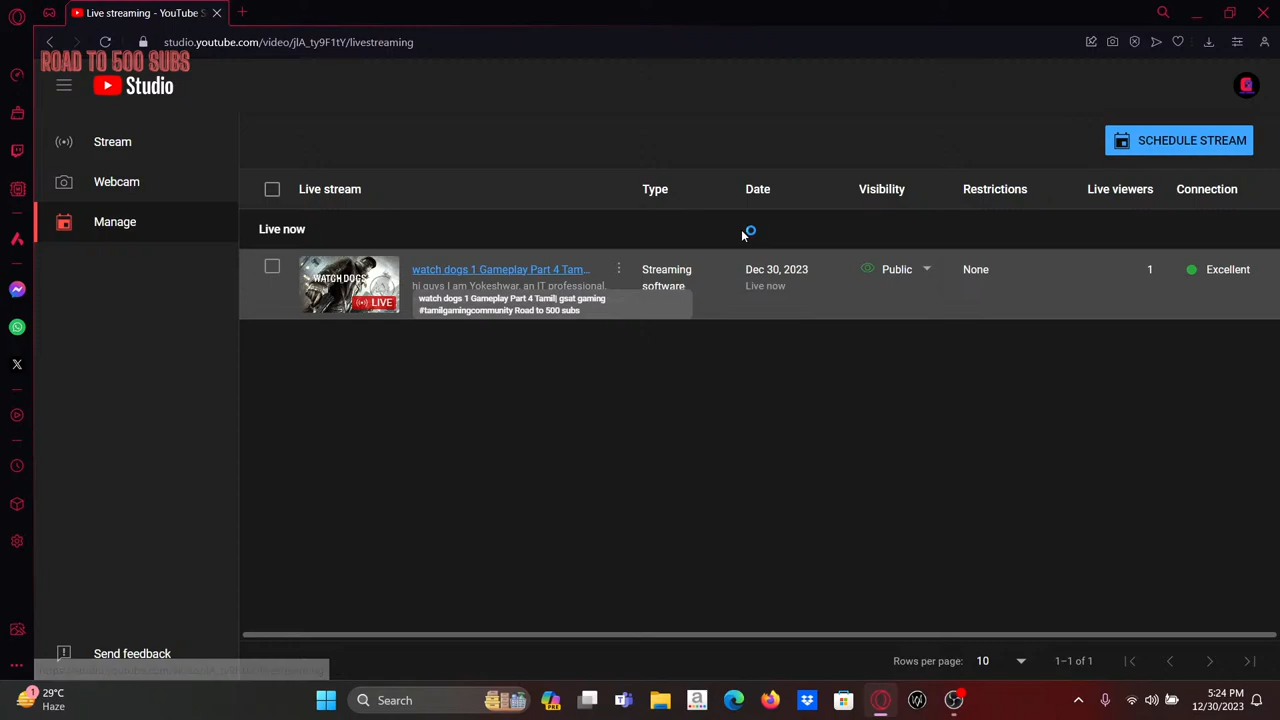 Live streaming - YouTube S
studio.youtube.com/video/jlA_ty9F1tY/livestreaming
ROAD TO 500 SUBS
Studio
Stream
SCHEDULE STREAM
Webcam
Live stream
Type
Date
Visibility
Restrictions
Live viewers
Connection
Manage
Live now
watch dogs 1 Gameplay Part 4 Tam...
Streaming
software
Dec 30, 2023
Live now
Public
None
1
Excellent
WATCH DOGS
LIVE
hi guys I am Yokeshwar, an IT professional.
watch dogs 1 Gameplay Part 4 Tamil| gsat gaming
#tamilgamingcommunity Road to 500 subs
Send feedback
Rows per page:
10
1–1 of 1
1
29°C
Haze
Search
PRE
5:24 PM
12/30/2023